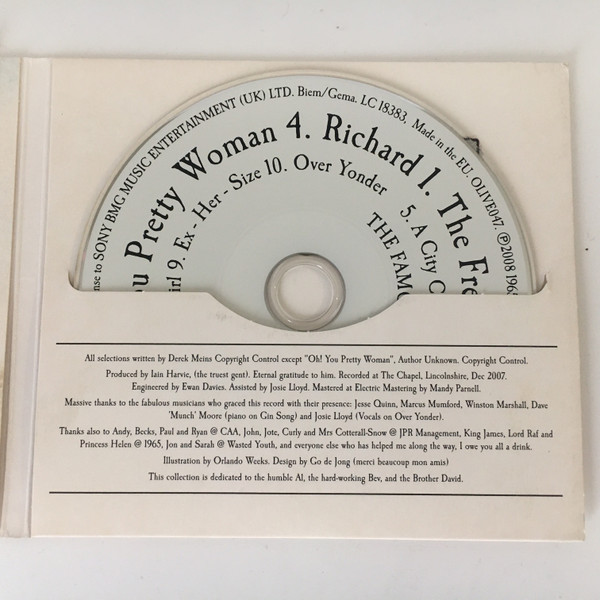 ense to SONY BMG MUSIC ENTERTAINMENT (UK) LTD. Biem/Gema. LC 18383, Made in the EU. OLIVE047. ℗2008 196
ou Pretty Woman 4. Richard 1. The Fre
irl 9. Ex - Her - Size 10. Over Yonder
5. A City C
THE FAMO
All selections written by Derek Meins Copyright Control except "Oh! You Pretty Woman", Author Unknown. Copyright Control.
Produced by Iain Harvie, (the truest gent). Eternal gratitude to him. Recorded at The Chapel, Lincolnshire, Dec 2007.
Engineered by Ewan Davies. Assisted by Josie Lloyd. Mastered at Electric Mastering by Mandy Parnell.
Massive thanks to the fabulous musicians who graced this record with their presence: Jesse Quinn, Marcus Mumford, Winston Marshall, Dave
'Munch' Moore (piano on Gin Song) and Josie Lloyd (Vocals on Over Yonder).
Thanks also to Andy, Becks, Paul and Ryan @ CAA, John, Jote, Curly and Mrs Cotterall-Snow @ JPR Management, King James, Lord Raf and
Princess Helen @ 1965, Jon and Sarah @ Wasted Youth, and everyone else who has helped me along the way, I owe you all a drink.
Illustration by Orlando Weeks. Design by Go de Jong (merci beaucoup mon amis)
This collection is dedicated to the humble Al, the hard-working Bev, and the Brother David.